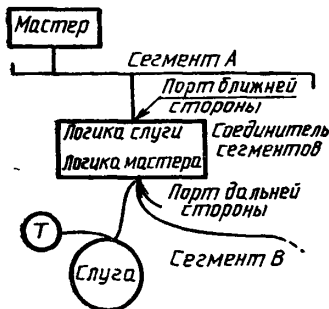 Мастер
Сегмент А
Порт ближней
стороны
Логика слуги
Логика мастера
Соединитель
сегментов
Порт дальней
стороны
Т
Слуга
Сегмент В